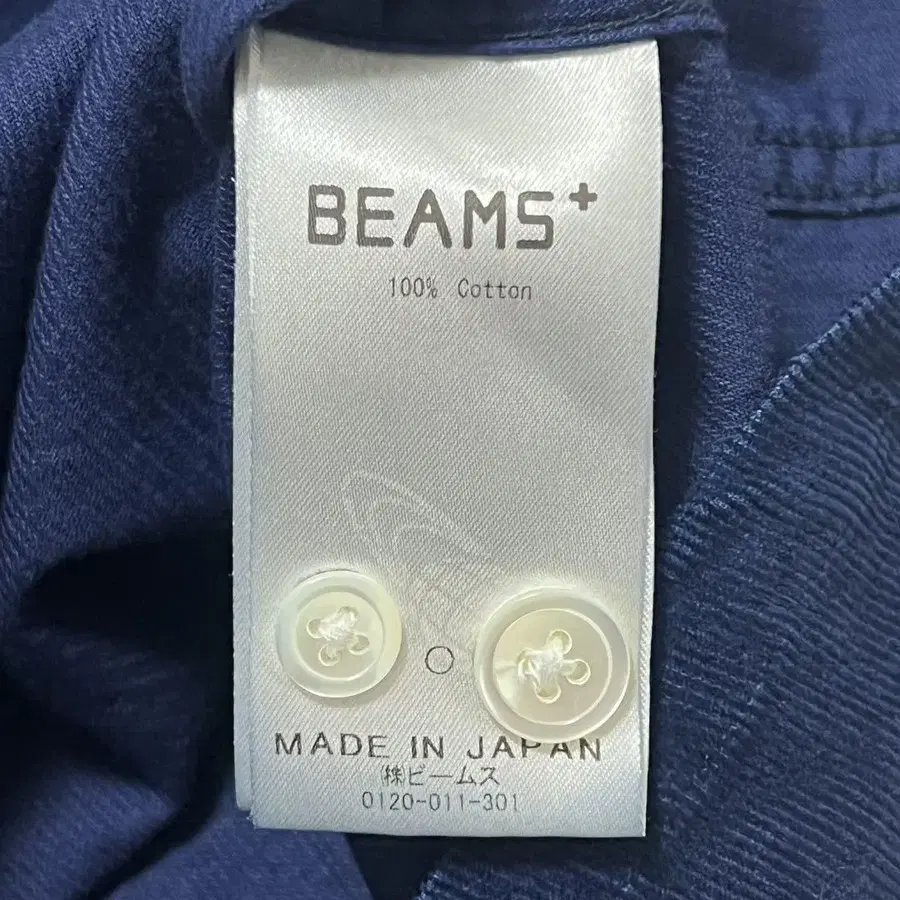 BEAMS+
100% Cotton
MADE IN JAPAN
㈱ビームス
0120-011-301